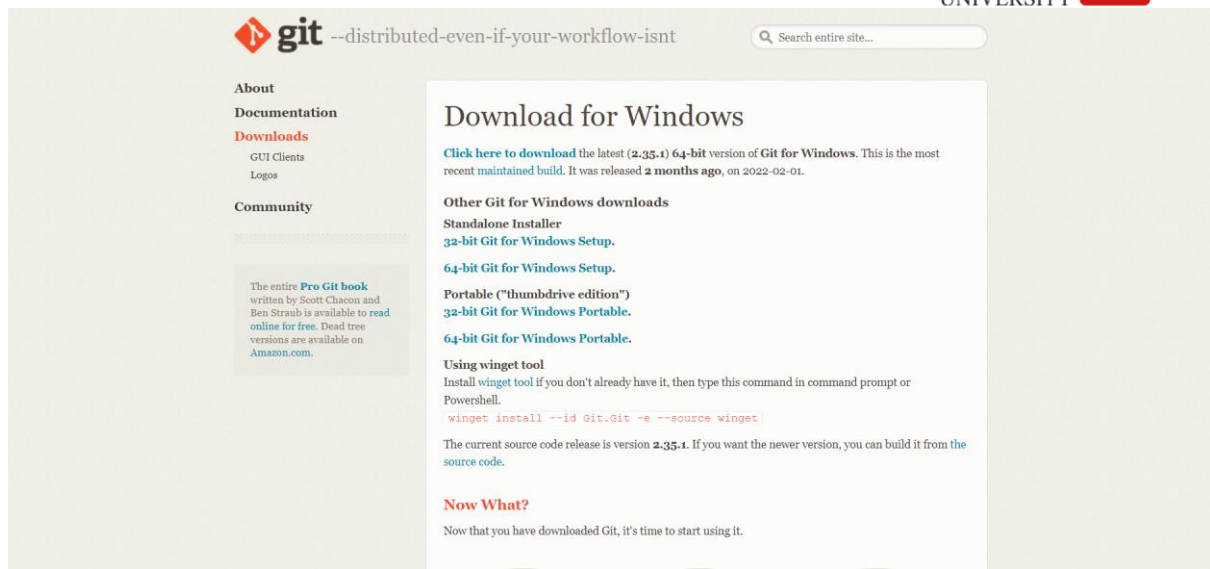 UNIVERSITY
git --distributed-even-if-your-workflow-isnt
Search entire site...
About
Documentation
Downloads
GUI Clients
Logos
Community
The entire Pro Git book
written by Scott Chacon and
Ben Straub is available to read
online for free. Dead tree
versions are available on
Amazon.com.
Download for Windows
Click here to download the latest (2.35.1) 64-bit version of Git for Windows. This is the most
recent maintained build. It was released 2 months ago, on 2022-02-01.
Other Git for Windows downloads
Standalone Installer
32-bit Git for Windows Setup.
64-bit Git for Windows Setup.
Portable ("thumbdrive edition")
32-bit Git for Windows Portable.
64-bit Git for Windows Portable.
Using winget tool
Install winget tool if you don't already have it, then type this command in command prompt or
Powershell.
winget install --id Git.Git -e --source winget
The current source code release is version 2.35.1. If you want the newer version, you can build it from the
source code.
Now What?
Now that you have downloaded Git, it's time to start using it.